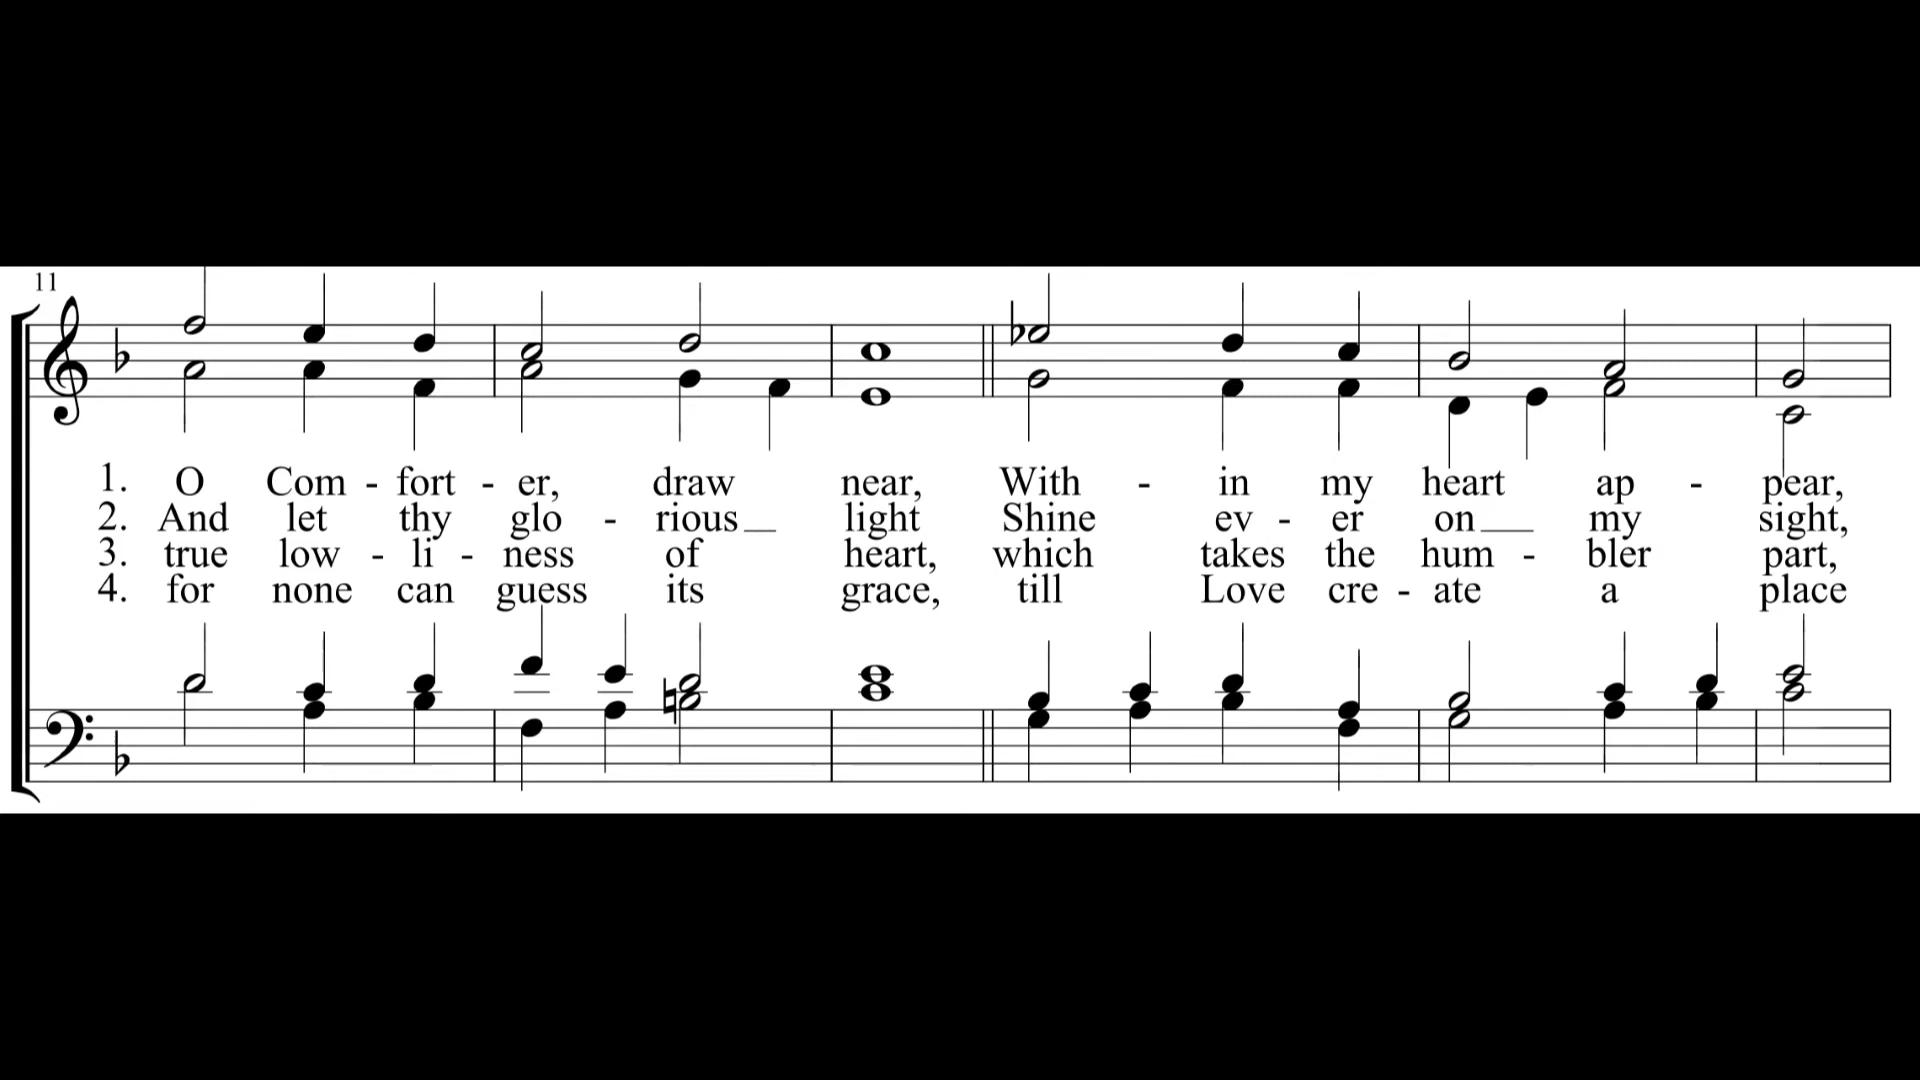 11
1. O Com - fort - er, draw near, With - in my heart ap - pear,
2. And let thy glo - rious__ light Shine ev - er on__ my sight,
3. true low - li - ness of heart, which takes the hum - bler part,
4. for none can guess its grace, till Love cre - ate a place